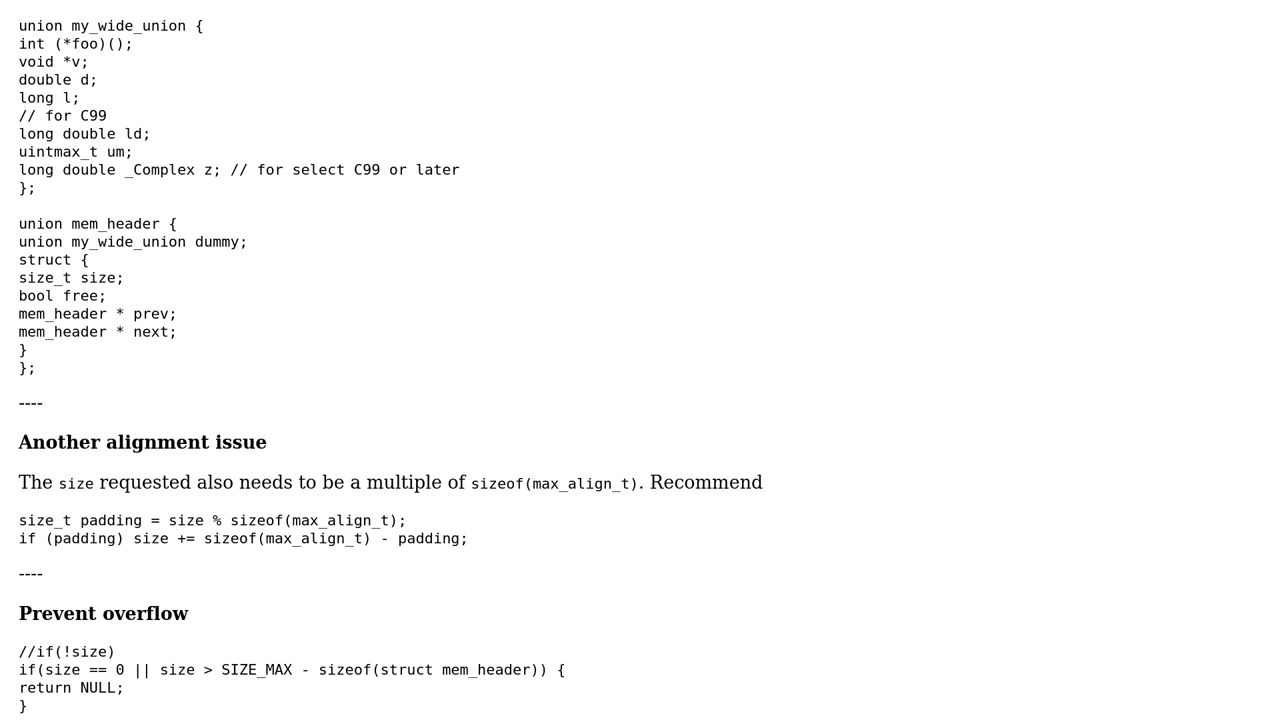 union my_wide_union {
int (*foo)();
void *v;
double d;
long l;
// for C99
long double ld;
uintmax_t um;
long double _Complex z; // for select C99 or later
};
union mem_header {
union my_wide_union dummy;
struct {
size_t size;
bool free;
mem_header * prev;
mem_header * next;
}
};
----
Another alignment issue
The size requested also needs to be a multiple of sizeof(max_align_t). Recommend
size_t padding = size % sizeof(max_align_t);
if (padding) size += sizeof(max_align_t) - padding;
----
Prevent overflow
//if(!size)
if(size == 0 || size > SIZE_MAX - sizeof(struct mem_header)) {
return NULL;
}